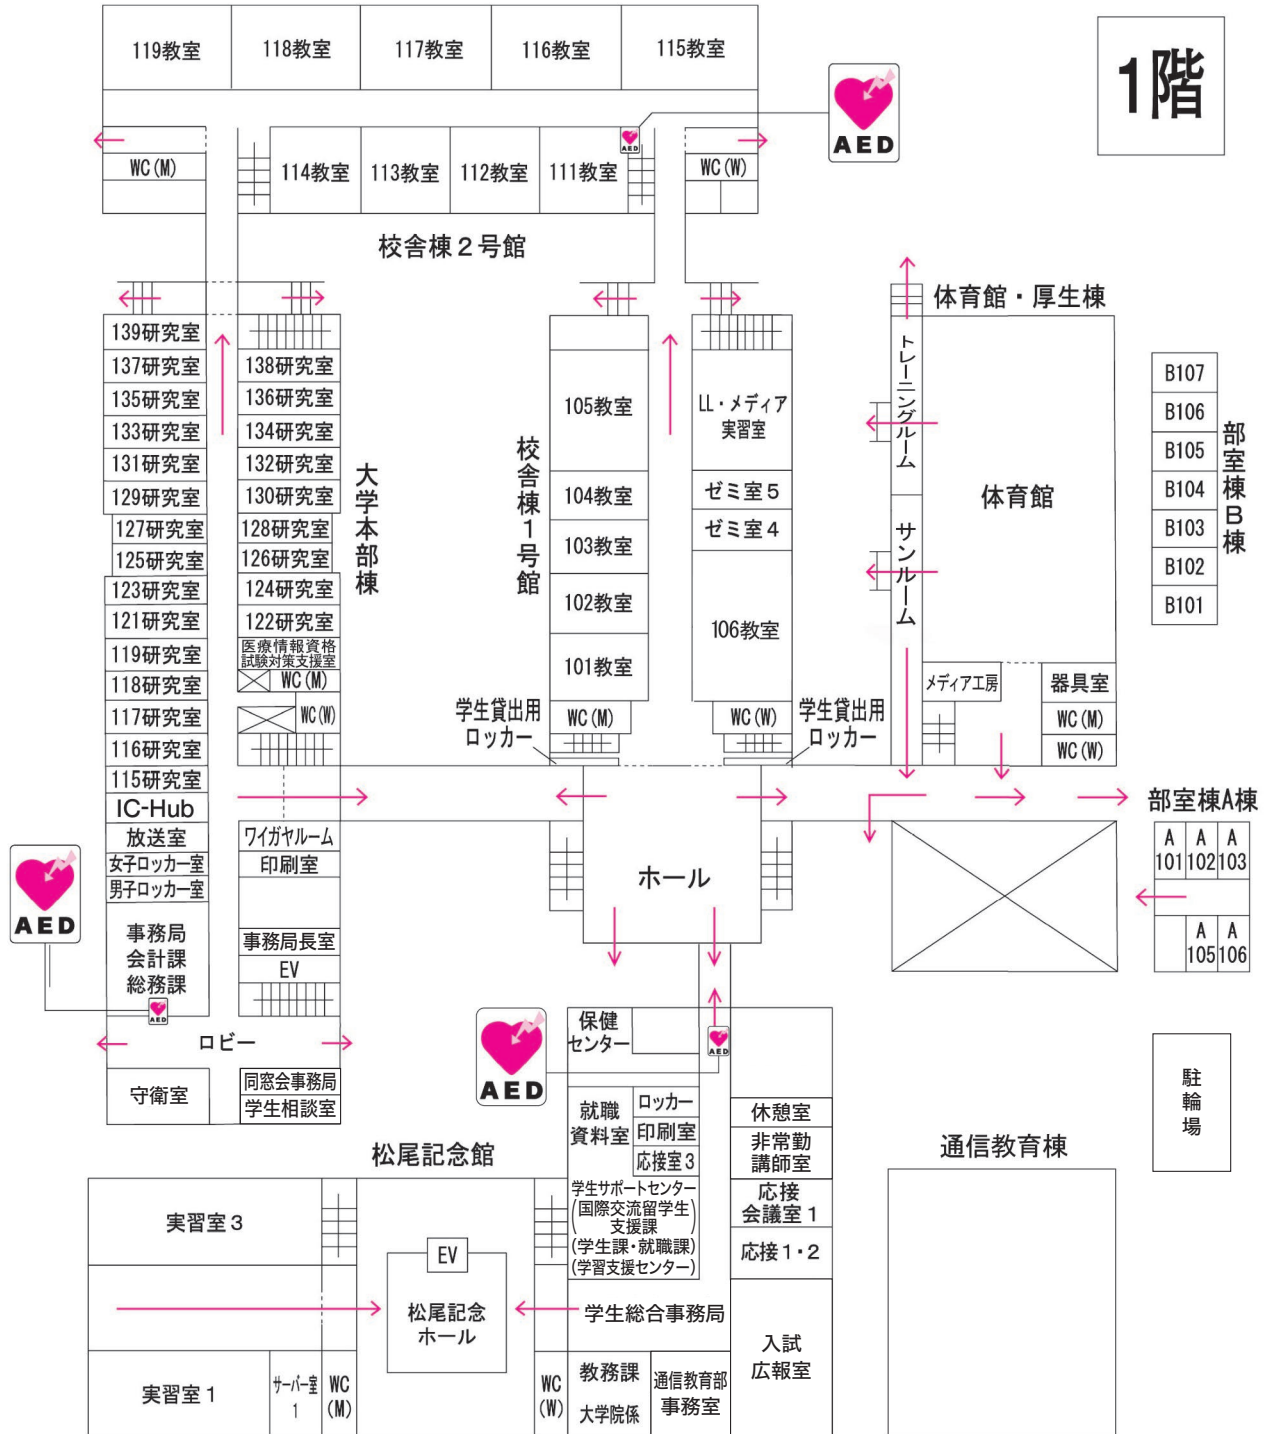 1階
119教室
118教室
117教室
116教室
115教室
AED
AED
WC(M)
114教室
113教室
112教室
111教室
WC(W)
校舎棟2号館
139研究室
137研究室
135研究室
133研究室
131研究室
129研究室
127研究室
125研究室
123研究室
121研究室
119研究室
118研究室
117研究室
116研究室
115研究室
IC-Hub
放送室
女子ロッカー室
男子ロッカー室
事務局
会計課
総務課
AED
AED
138研究室
136研究室
134研究室
132研究室
130研究室
128研究室
126研究室
124研究室
122研究室
医療情報資格
試験対策支援室
WC(M)
WC(W)
大学本部棟
ワイガヤルーム
印刷室
事務局長室
EV
ロビー
守衛室
同窓会事務局
学生相談室
校舎棟1号館
105教室
104教室
103教室
102教室
101教室
WC(M)
学生貸出用
ロッカー
LL・メディア
実習室
ゼミ室5
ゼミ室4
106教室
WC(W)
学生貸出用
ロッカー
ホール
体育館・厚生棟
トレーニングルーム
サンルーム
体育館
メディア工房
器具室
WC(M)
WC(W)
B107
B106
B105
B104
B103
B102
B101
部室棟B棟
部室棟A棟
A
101
A
102
A
103
A
105
A
106
駐輪場
通信教育棟
AED
AED
保健
センター
就職
資料室
ロッカー
印刷室
応接室3
学生サポートセンター
(国際交流留学生
支援課)
(学生課・就職課)
(学習支援センター)
休憩室
非常勤
講師室
応接
会議室1
応接1・2
学生総合事務局
入試
広報室
教務課
大学院係
通信教育部
事務室
松尾記念館
実習室3
EV
松尾記念
ホール
実習室1
サーバー室
1
WC
(M)
WC
(W)